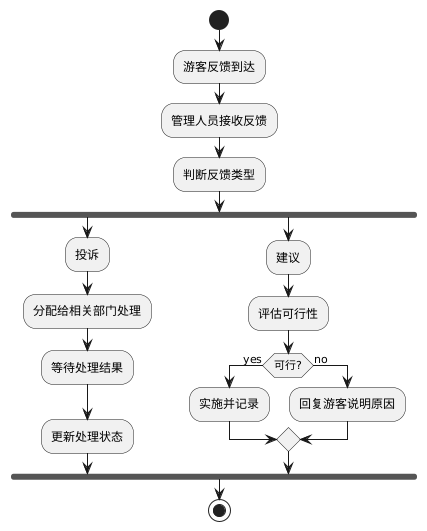 游客反馈到达
管理人员接收反馈
判断反馈类型
投诉
分配给相关部门处理
等待处理结果
更新处理状态
建议
评估可行性
yes
可行?
no
实施并记录
回复游客说明原因